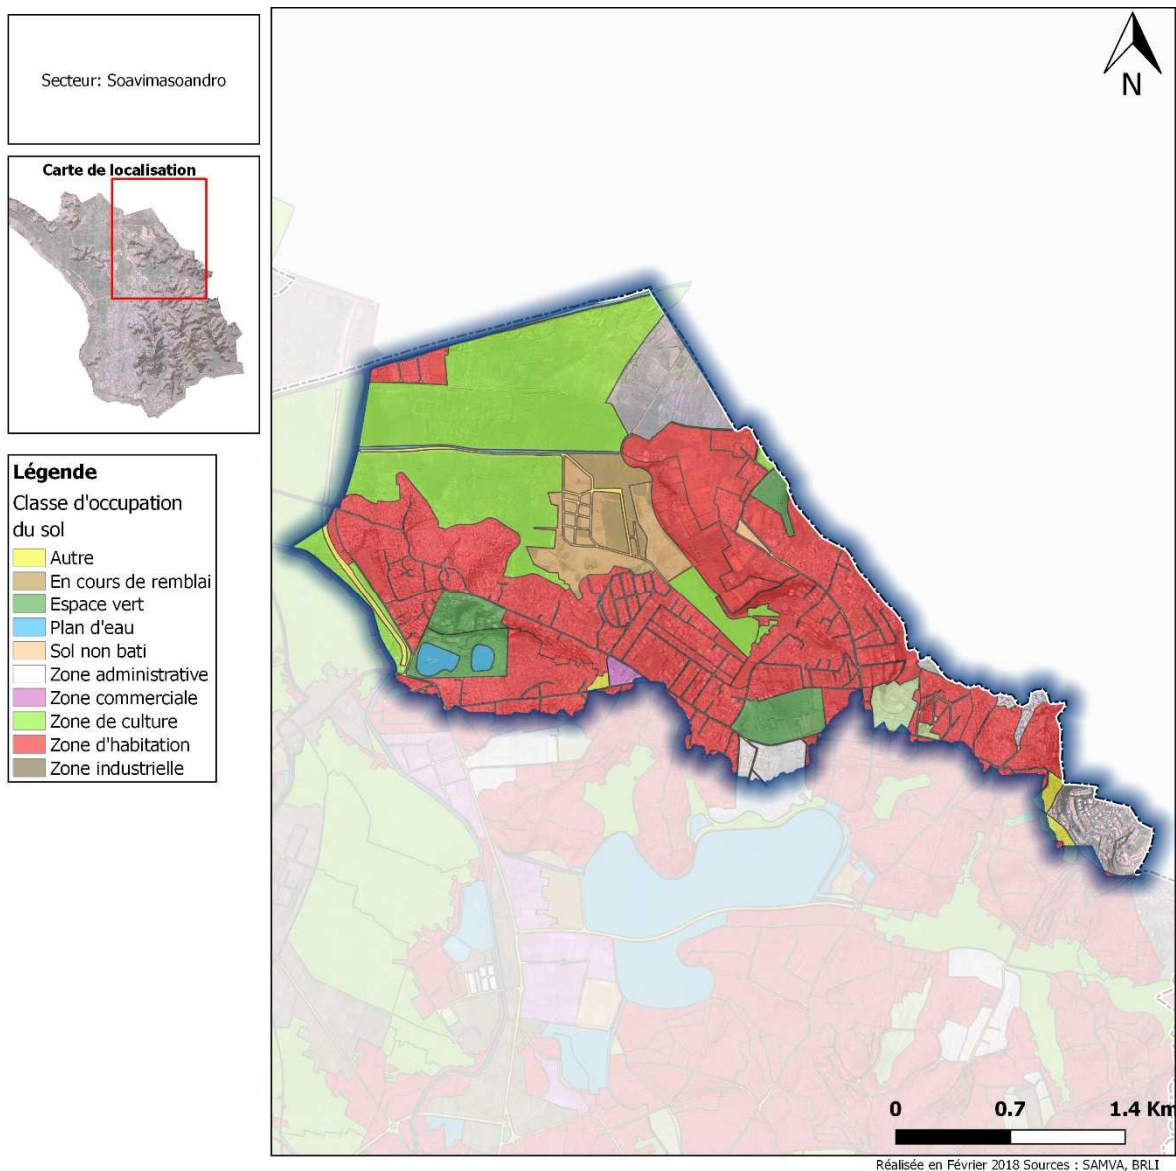 Secteur: Soavimasoandro
Carte de localisation
Légende
Classe d'occupation
du sol
Autre
En cours de remblai
Espace vert
Plan d'eau
Sol non bati
Zone administrative
Zone commerciale
Zone de culture
Zone d'habitation
Zone industrielle
N
0 0.7 1.4 Km
Réalisée en Février 2018 Sources : SAMVA, BRLI